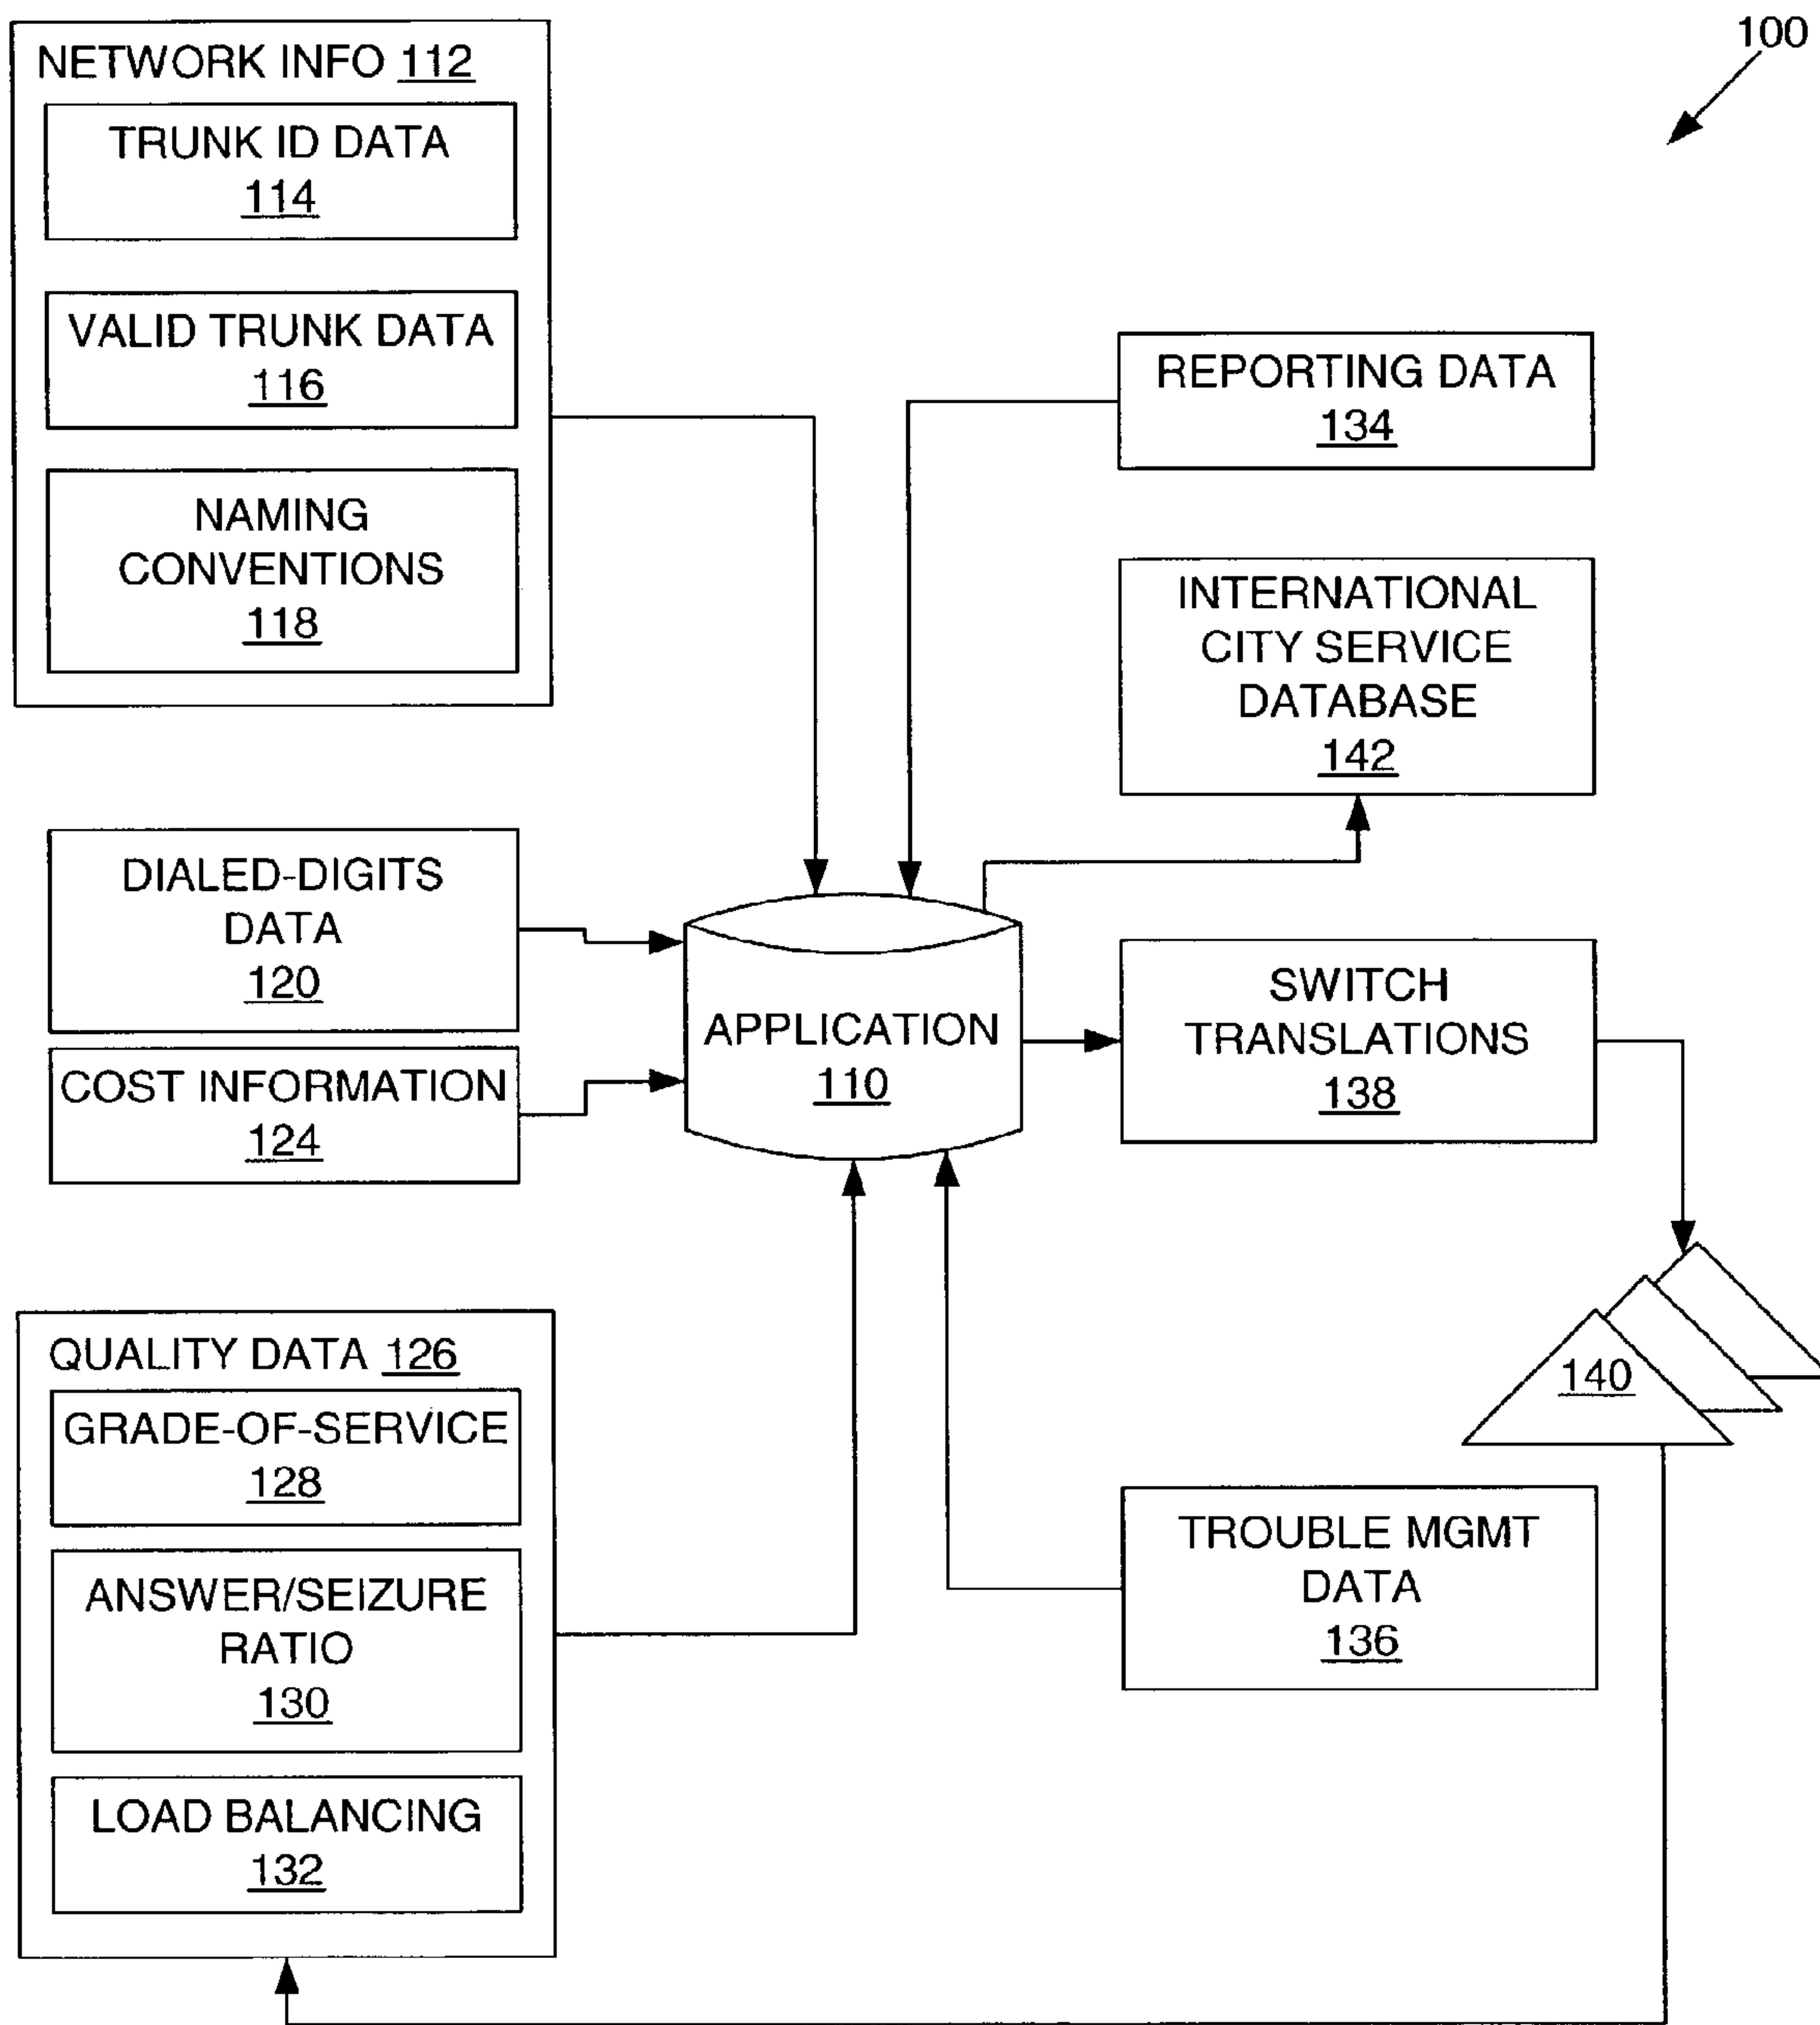 100
NETWORK INFO 112
TRUNK ID DATA
114
VALID TRUNK DATA
116
NAMING
CONVENTIONS
118
REPORTING DATA
134
INTERNATIONAL
CITY SERVICE
DATABASE
142
DIALED-DIGITS
DATA
120
COST INFORMATION
124
APPLICATION
110
SWITCH
TRANSLATIONS
138
140
QUALITY DATA 126
GRADE-OF-SERVICE
128
ANSWER/SEIZURE
RATIO
130
LOAD BALANCING
132
TROUBLE MGMT
DATA
136